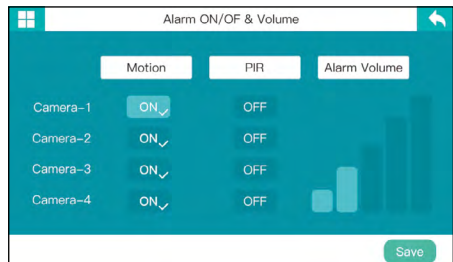 Alarm ON/OF & Volume
Motion PIR Alarm Volume
Camera-1 ON OFF
Camera-2 ON OFF
Camera-3 ON OFF
Camera-4 ON OFF
Save